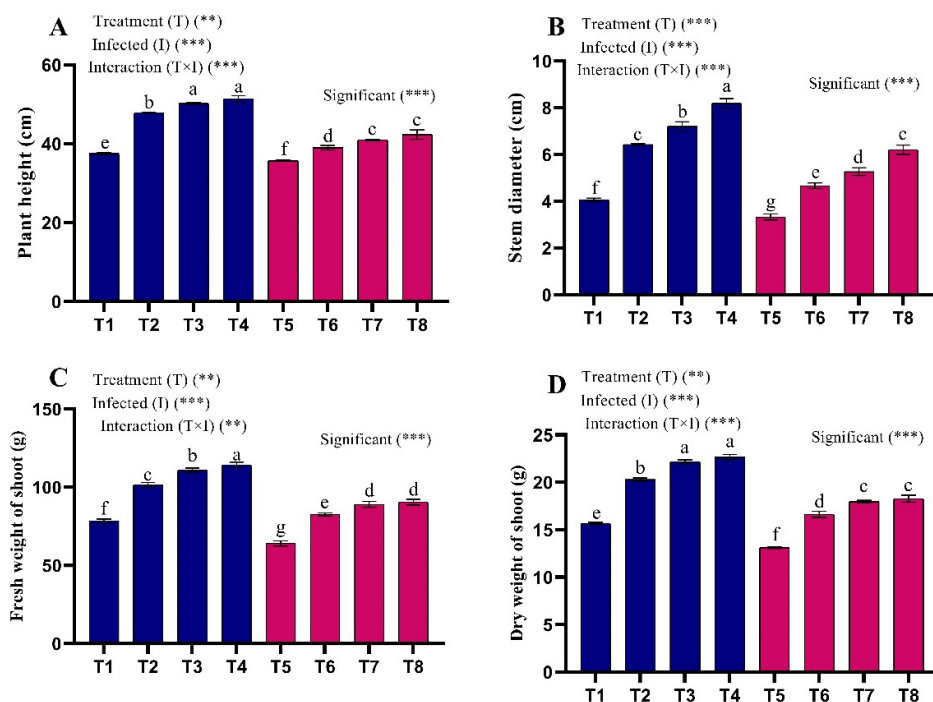 A
Treatment (T) (**)
Infected (I) (***)
Interaction (T×I) (***)
Significant (***)
Plant height (cm)
60
40
20
0
e
b
a
a
f
d
c
c
T1 T2 T3 T4 T5 T6 T7 T8
B
Treatment (T) (***)
Infected (I) (***)
Interaction (T×I) (***)
Significant (***)
Stem diameter (cm)
10
8
6
4
2
0
f
c
b
a
g
e
d
c
T1 T2 T3 T4 T5 T6 T7 T8
C
Treatment (T) (**)
Infected (I) (***)
Interaction (T×I) (**)
Significant (***)
Fresh weight of shoot (g)
150
100
50
0
f
c
b
a
g
e
d
d
T1 T2 T3 T4 T5 T6 T7 T8
D
Treatment (T) (**)
Infected (I) (***)
Interaction (T×I) (***)
Significant (***)
Dry weight of shoot (g)
25
20
15
10
5
0
e
b
a
a
f
d
c
c
T1 T2 T3 T4 T5 T6 T7 T8